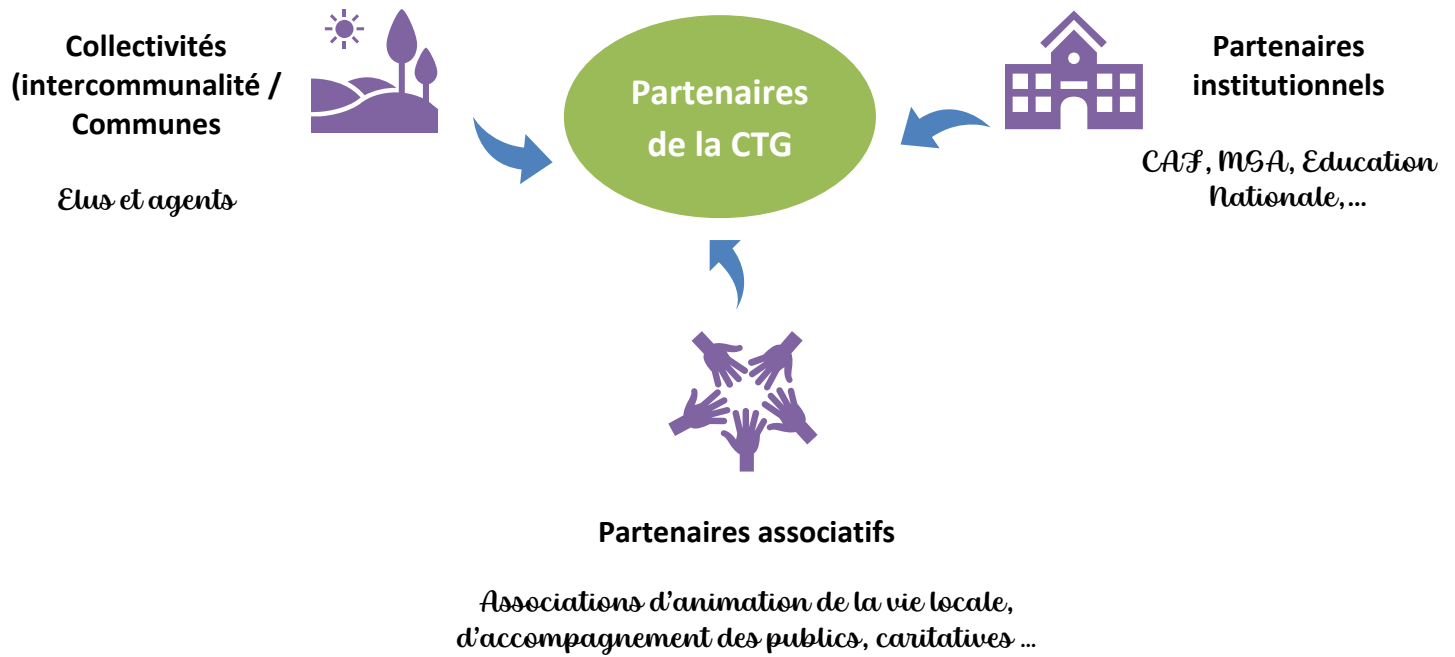 Collectivités
(intercommunalité /
Communes
Elus et agents
Partenaires
de la CTG
Partenaires
institutionnels
CAF, MSA, Education
Nationale,...
Partenaires associatifs
Associations d'animation de la vie locale,
d'accompagnement des publics, caritatives ...